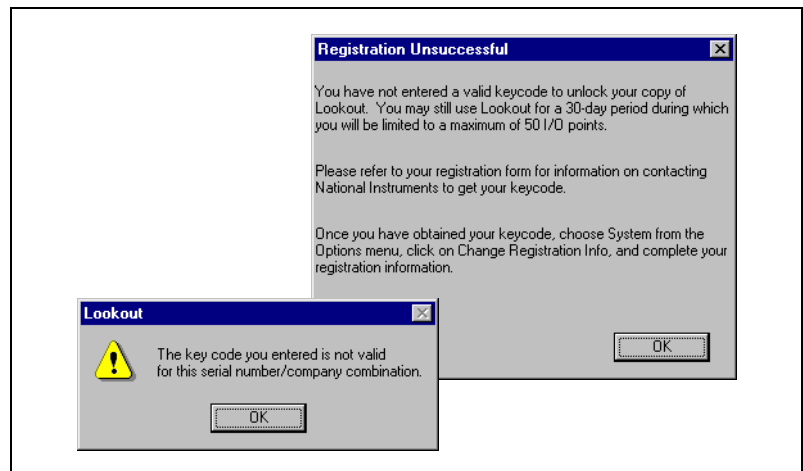 Registration Unsuccessful
You have not entered a valid keycode to unlock your copy of
Lookout. You may still use Lookout for a 30-day period during which
you will be limited to a maximum of 50 I/O points.
Please refer to your registration form for information on contacting
National Instruments to get your keycode.
Once you have obtained your keycode, choose System from the
Options menu, click on Change Registration Info, and complete your
registration information.
OK
Lookout
The key code you entered is not valid
for this serial number/company combination.
OK